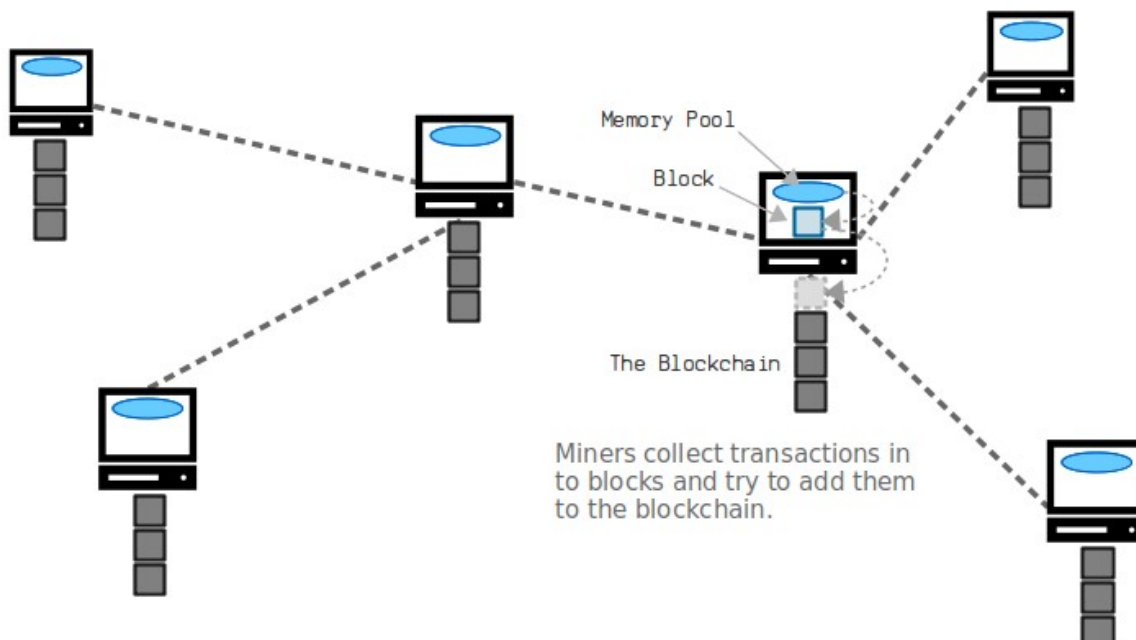 Memory Pool
Block
The Blockchain
Miners collect transactions in
to blocks and try to add them
to the blockchain.